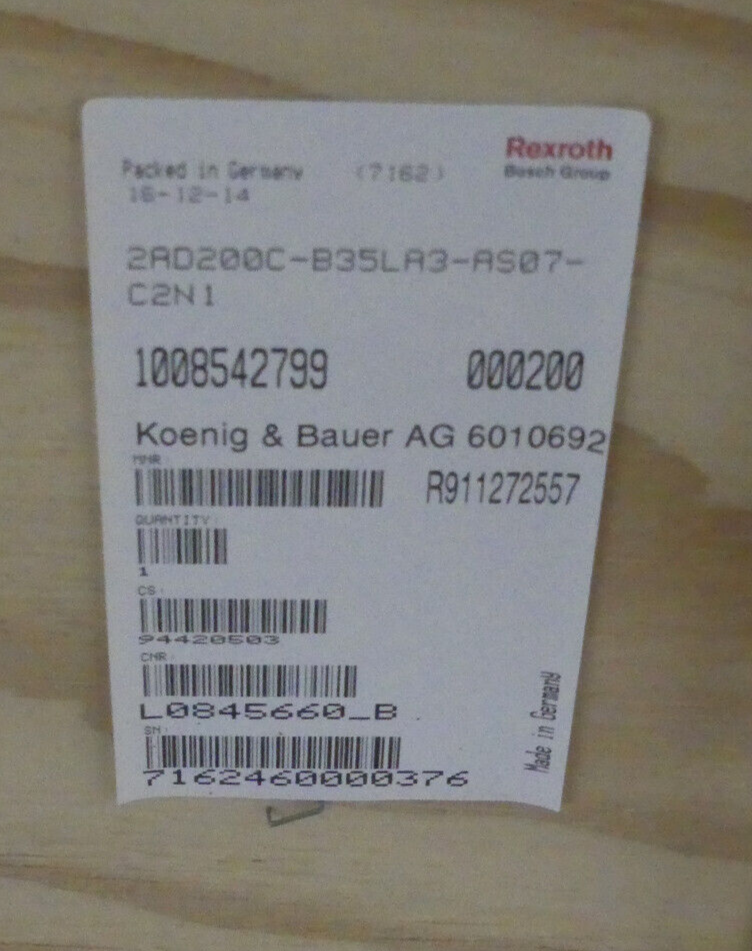 Rexroth
Bosch Group
Packed in Germany (7162)
16-12-14
2AD200C-B35LA3-AS07-
C2N1
1008542799 000200
Koenig & Bauer AG 6010692
MNR:
R911272557
QUANTITY:
1
CS:
94420503
CNR:
L0845660_B
SN:
7162460000376
Made in Germany